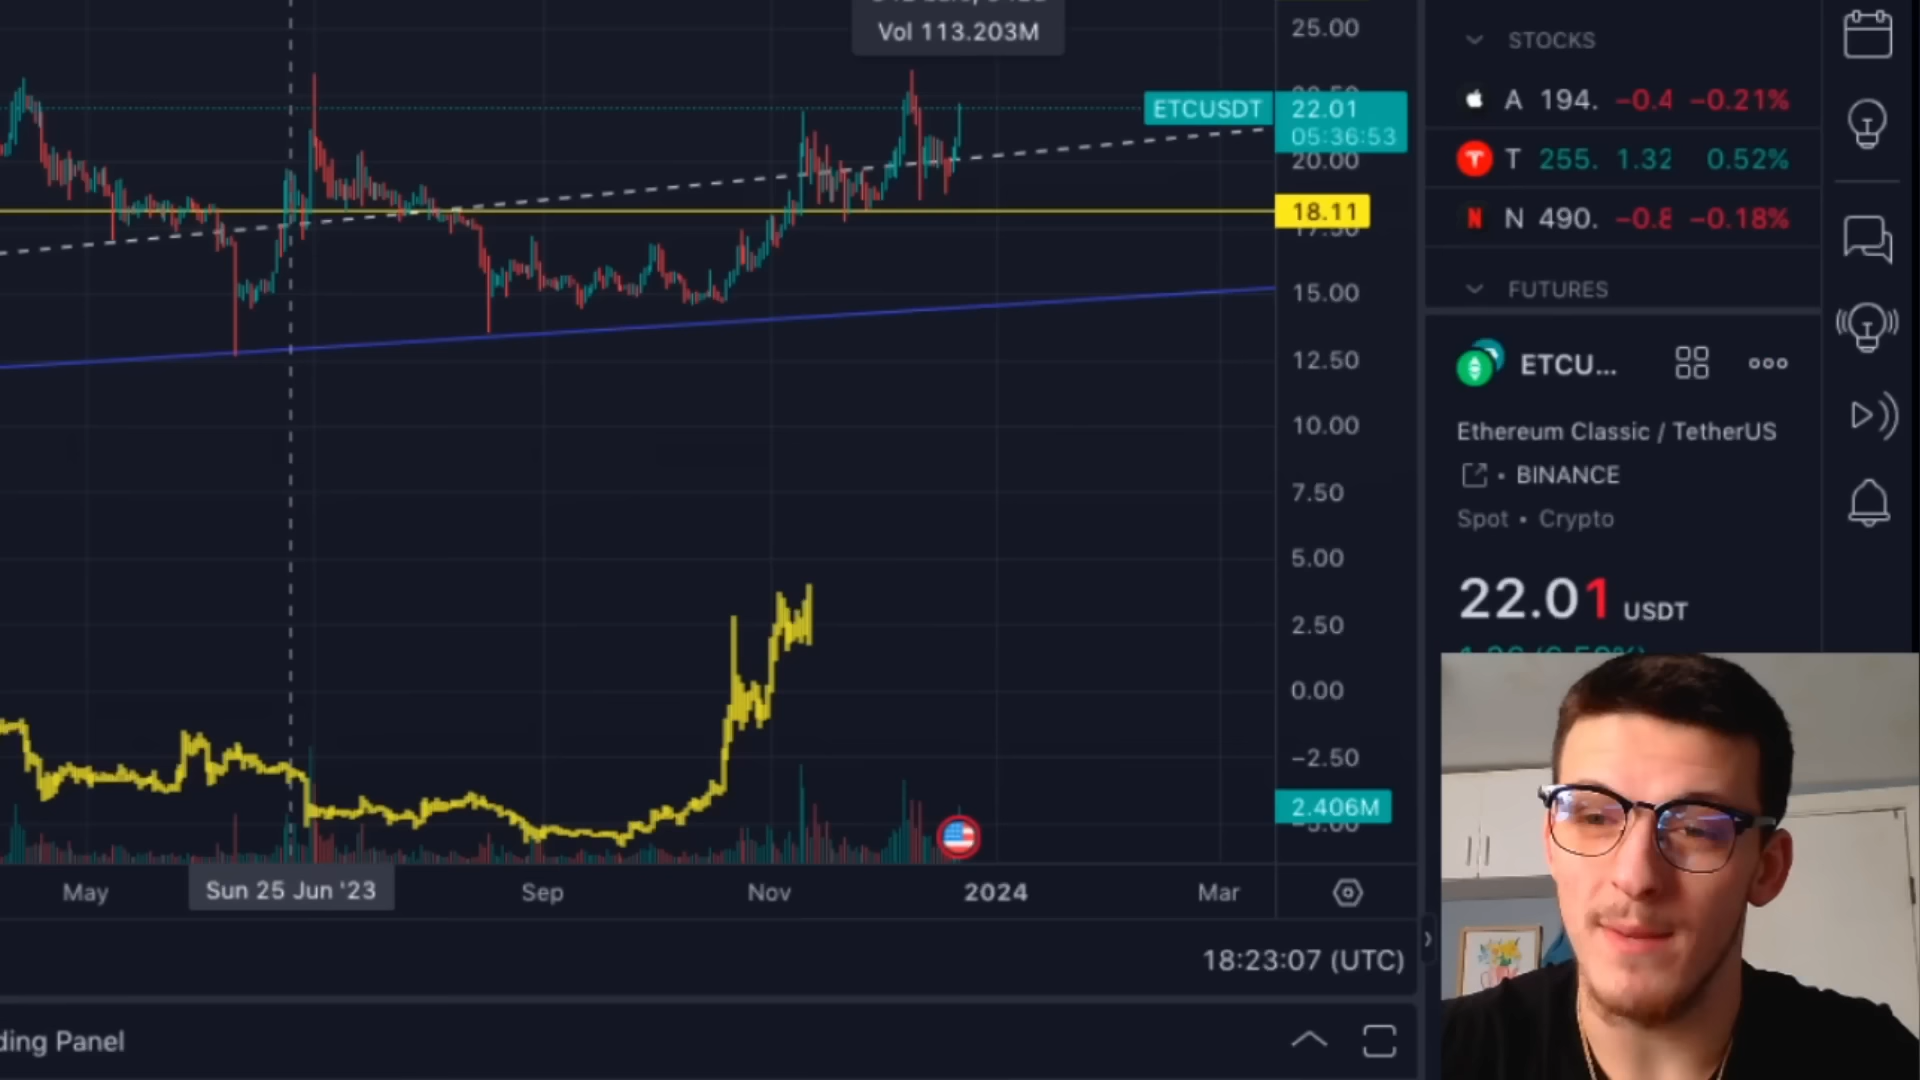 Vol 113.203M
25.00
ETCUSDT
22.01
05:36:53
20.00
18.11
17.50
15.00
12.50
10.00
7.50
5.00
2.50
0.00
−2.50
2.406M
May
Sun 25 Jun '23
Sep
Nov
2024
Mar
18:23:07 (UTC)
ding Panel
STOCKS
A 194. −0.4 −0.21%
T 255. 1.32 0.52%
N N 490. −0.8 −0.18%
FUTURES
ETCU...
Ethereum Classic / TetherUS
• BINANCE
Spot • Crypto
22.01 USDT